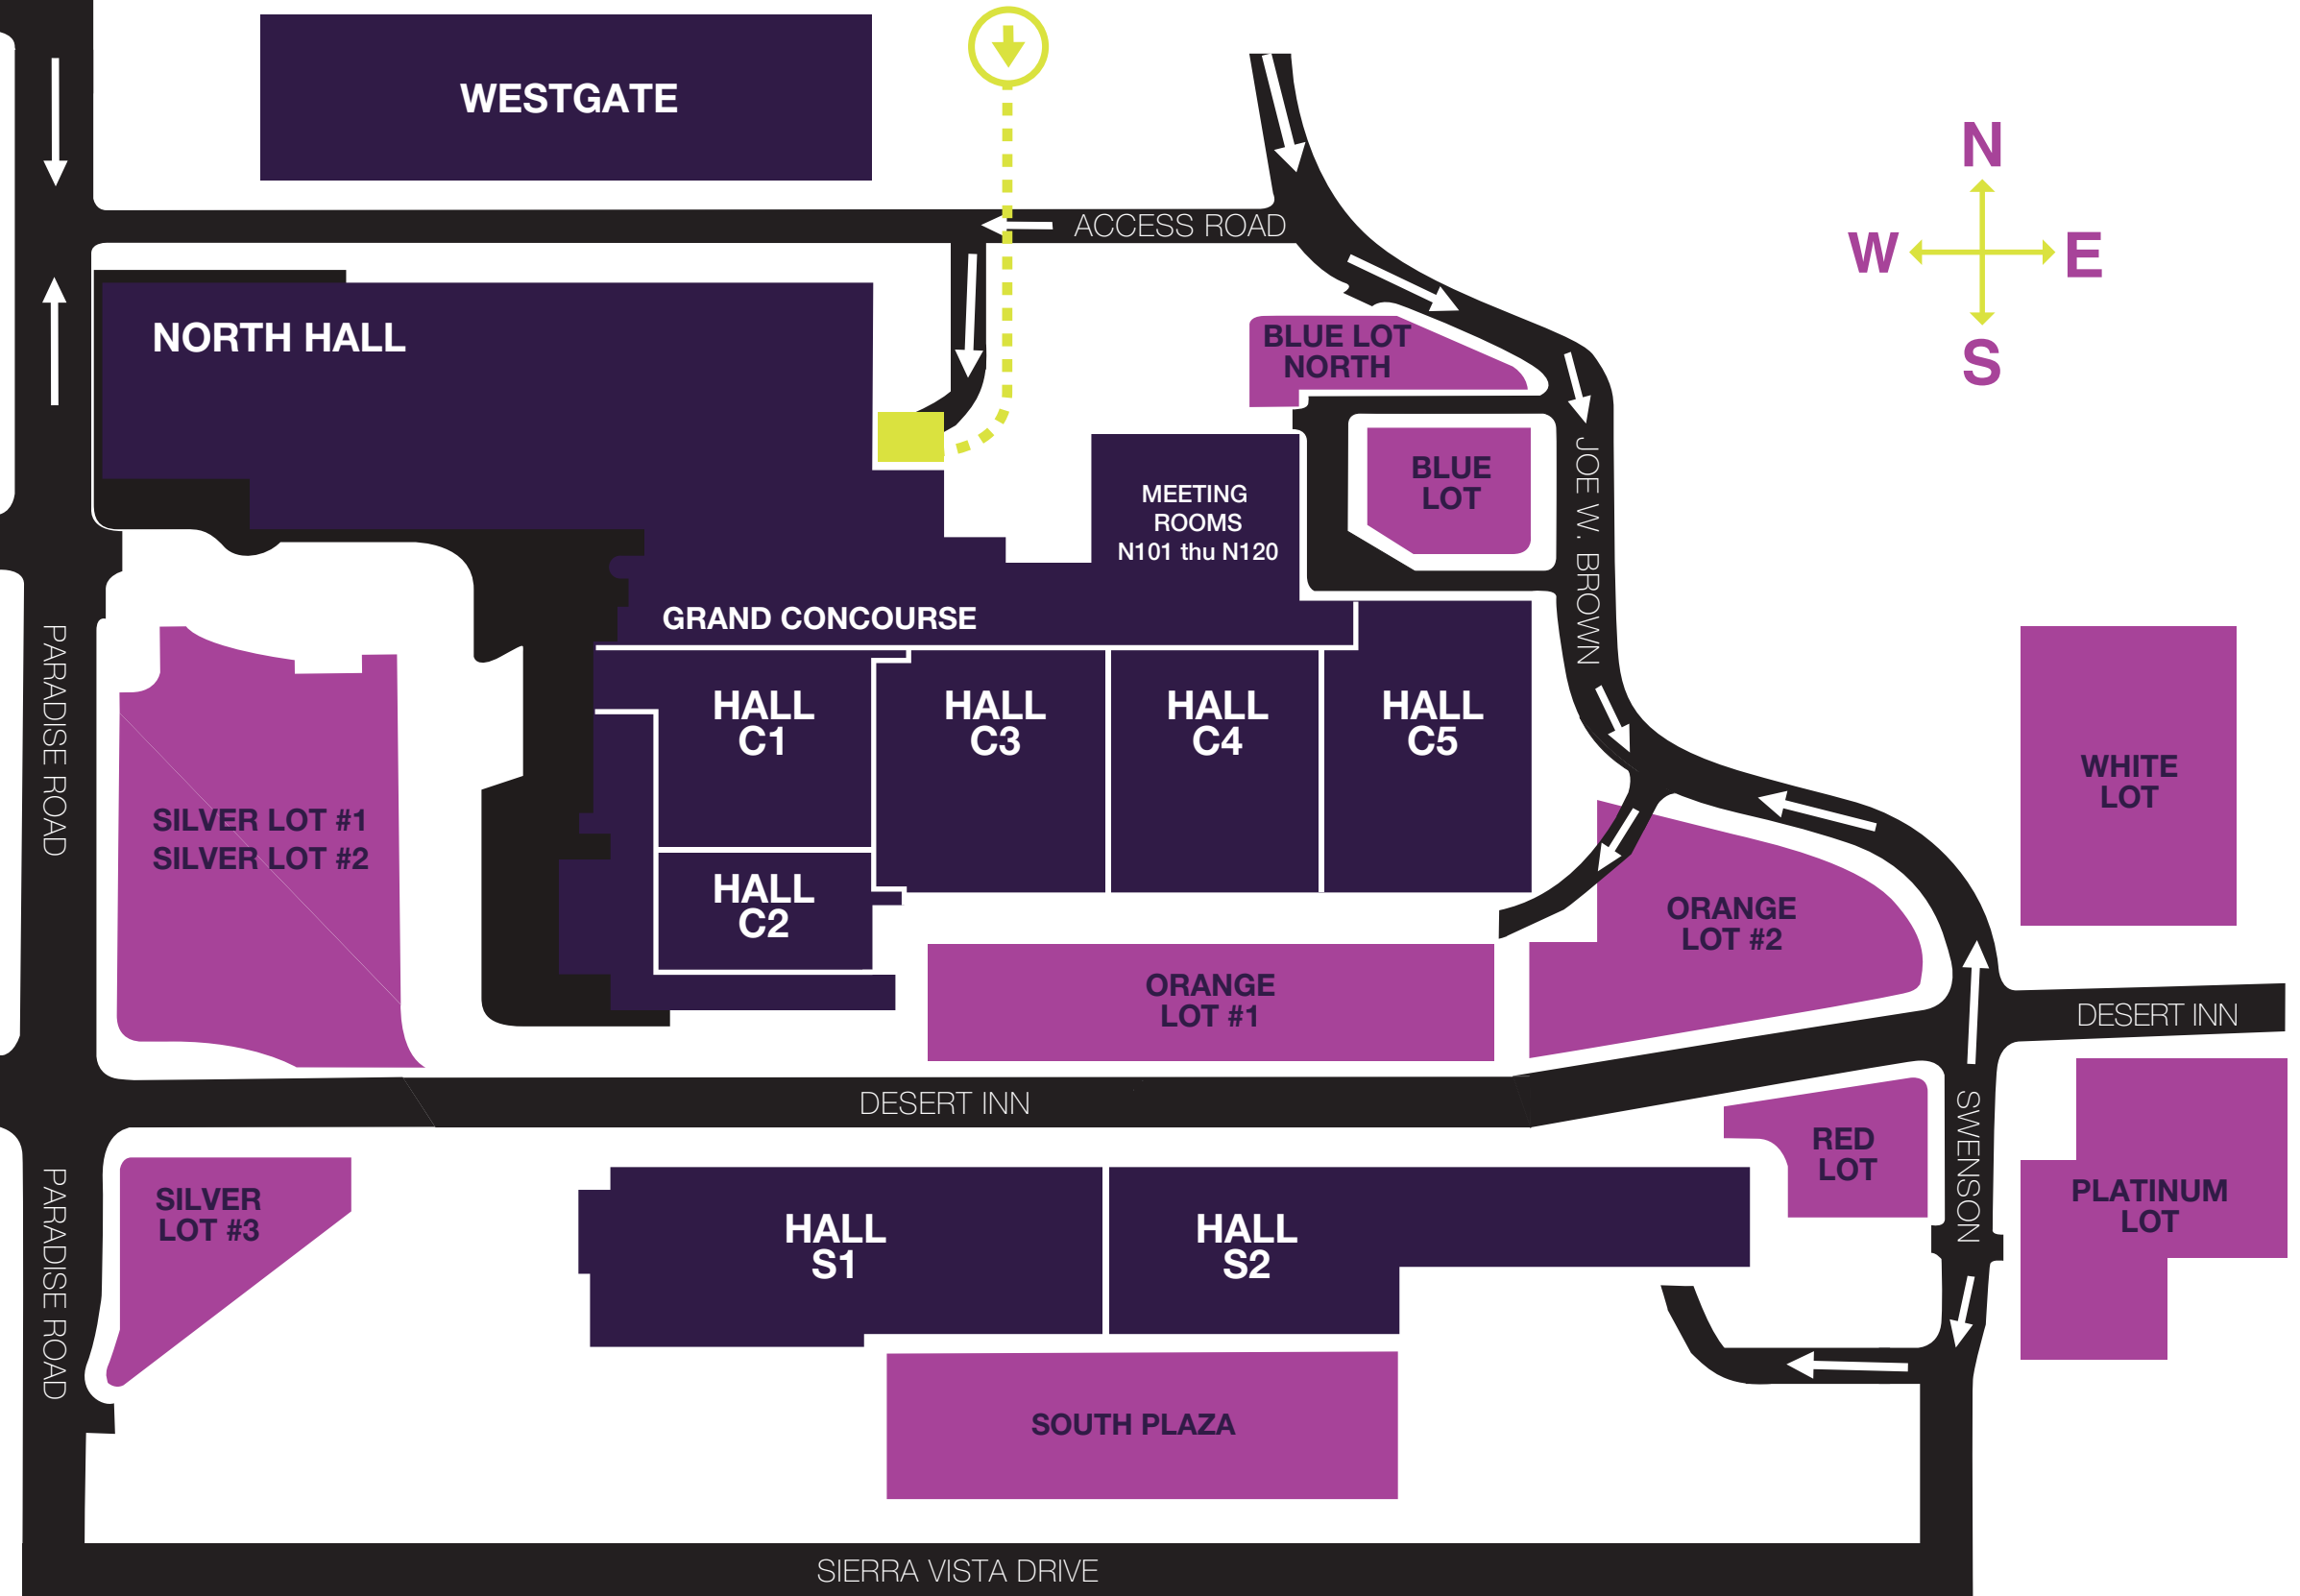 WESTGATE
N
W
E
S
ACCESS ROAD
NORTH HALL
BLUE LOT
NORTH
BLUE
LOT
JOE W. BROWN
MEETING
ROOMS
N101 thu N120
GRAND CONCOURSE
PARADISE ROAD
HALL
C1
HALL
C3
HALL
C4
HALL
C5
WHITE
LOT
SILVER LOT #1
SILVER LOT #2
HALL
C2
ORANGE
LOT #2
ORANGE
LOT #1
DESERT INN
DESERT INN
SWENSON
RED
LOT
PLATINUM
LOT
PARADISE ROAD
SILVER
LOT #3
HALL
S1
HALL
S2
SOUTH PLAZA
SIERRA VISTA DRIVE